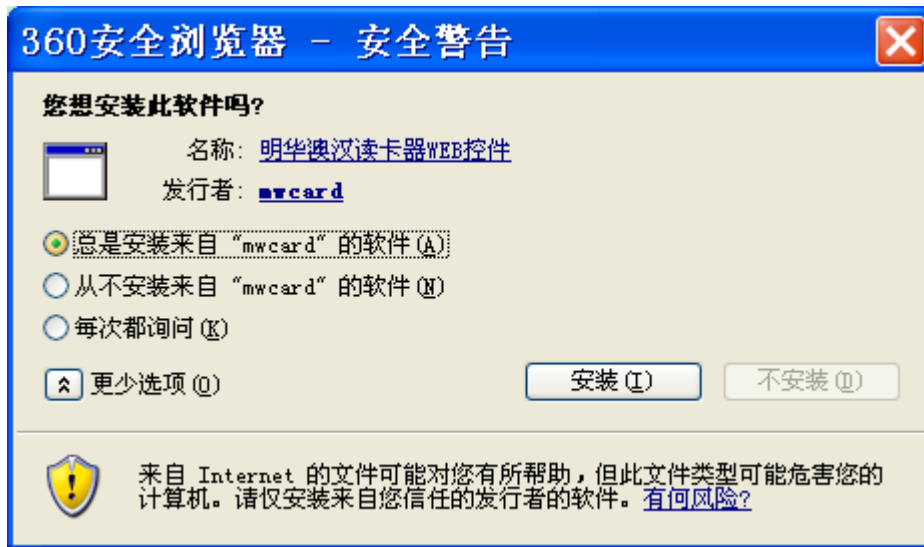 360安全浏览器 - 安全警告
您想安装此软件吗?
名称: 明华澳汉读卡器WEB控件
发行者: mwcard
总是安装来自 “mwcard” 的软件(A)
从不安装来自 “mwcard” 的软件(N)
每次都询问(K)
更少选项(O)
安装(I)
不安装(D)
来自 Internet 的文件可能对您有所帮助，但此文件类型可能危害您的
计算机。请仅安装来自您信任的发行者的软件。有何风险?